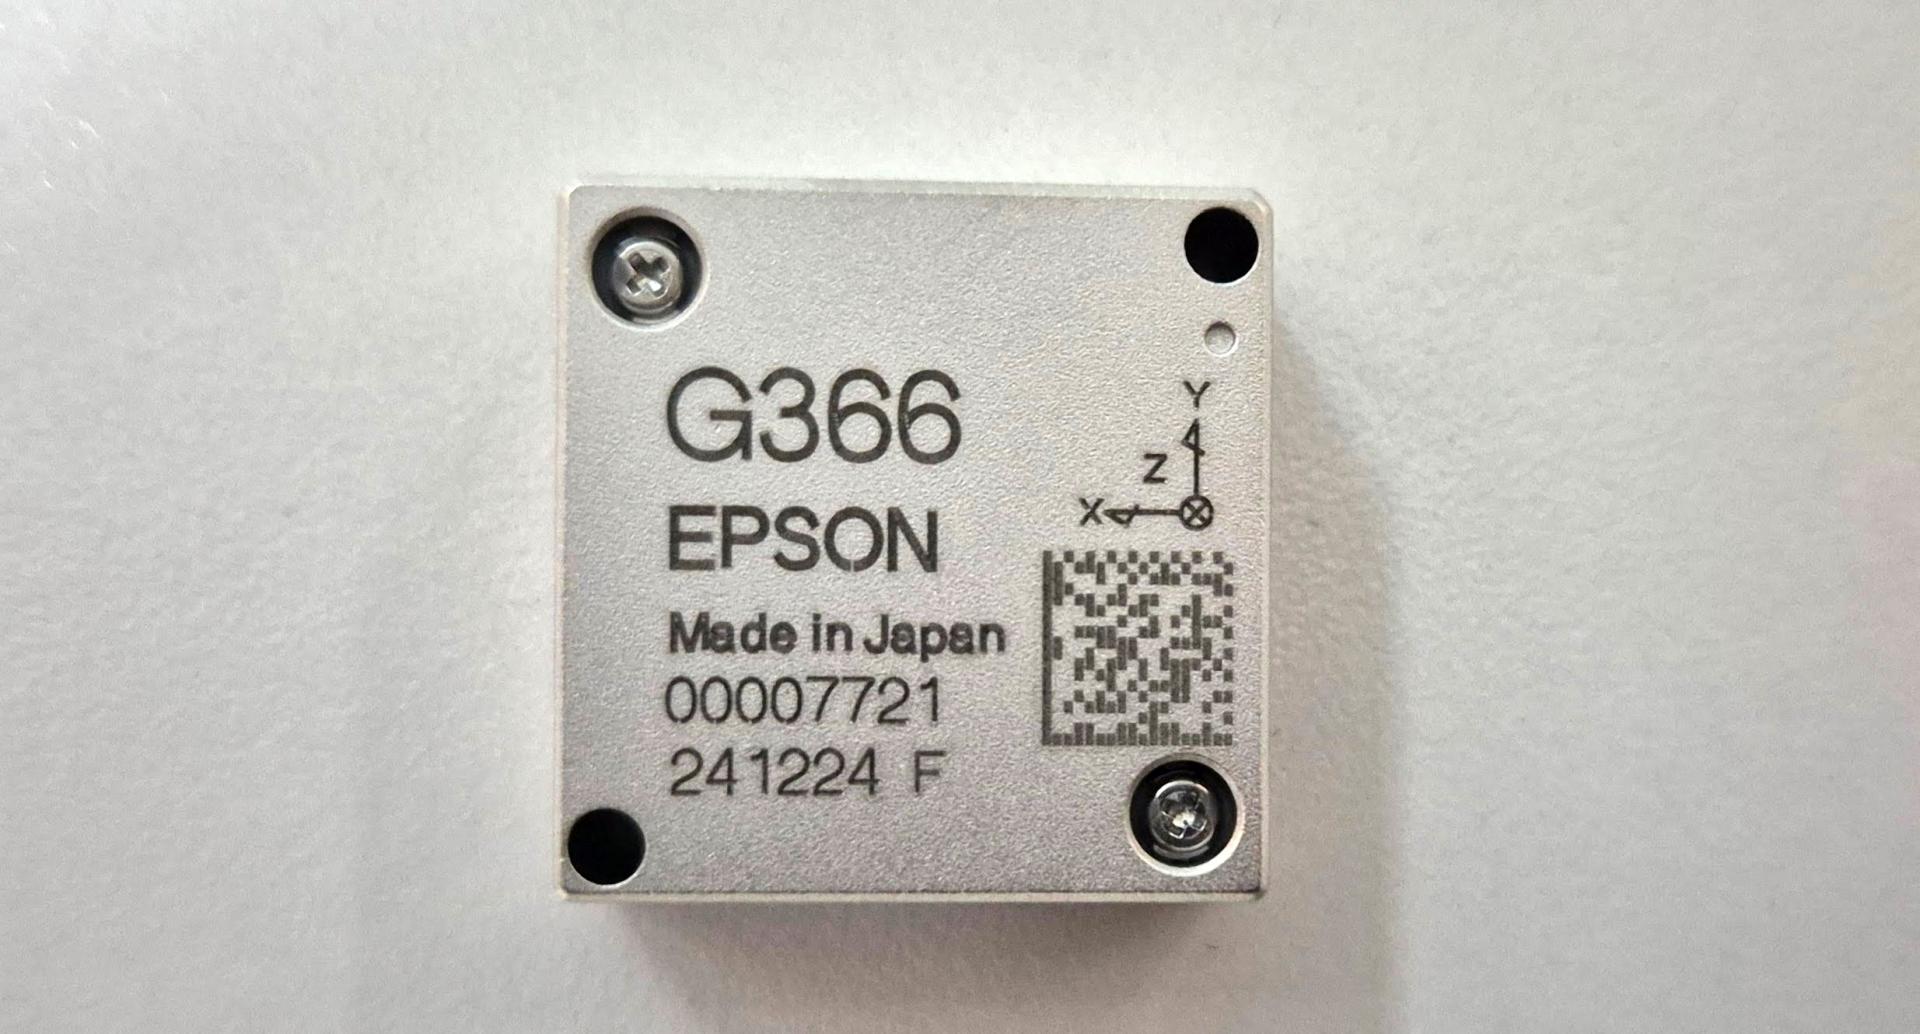 G366
EPSON
Made in Japan
00007721
241224 F
Y
Z
X